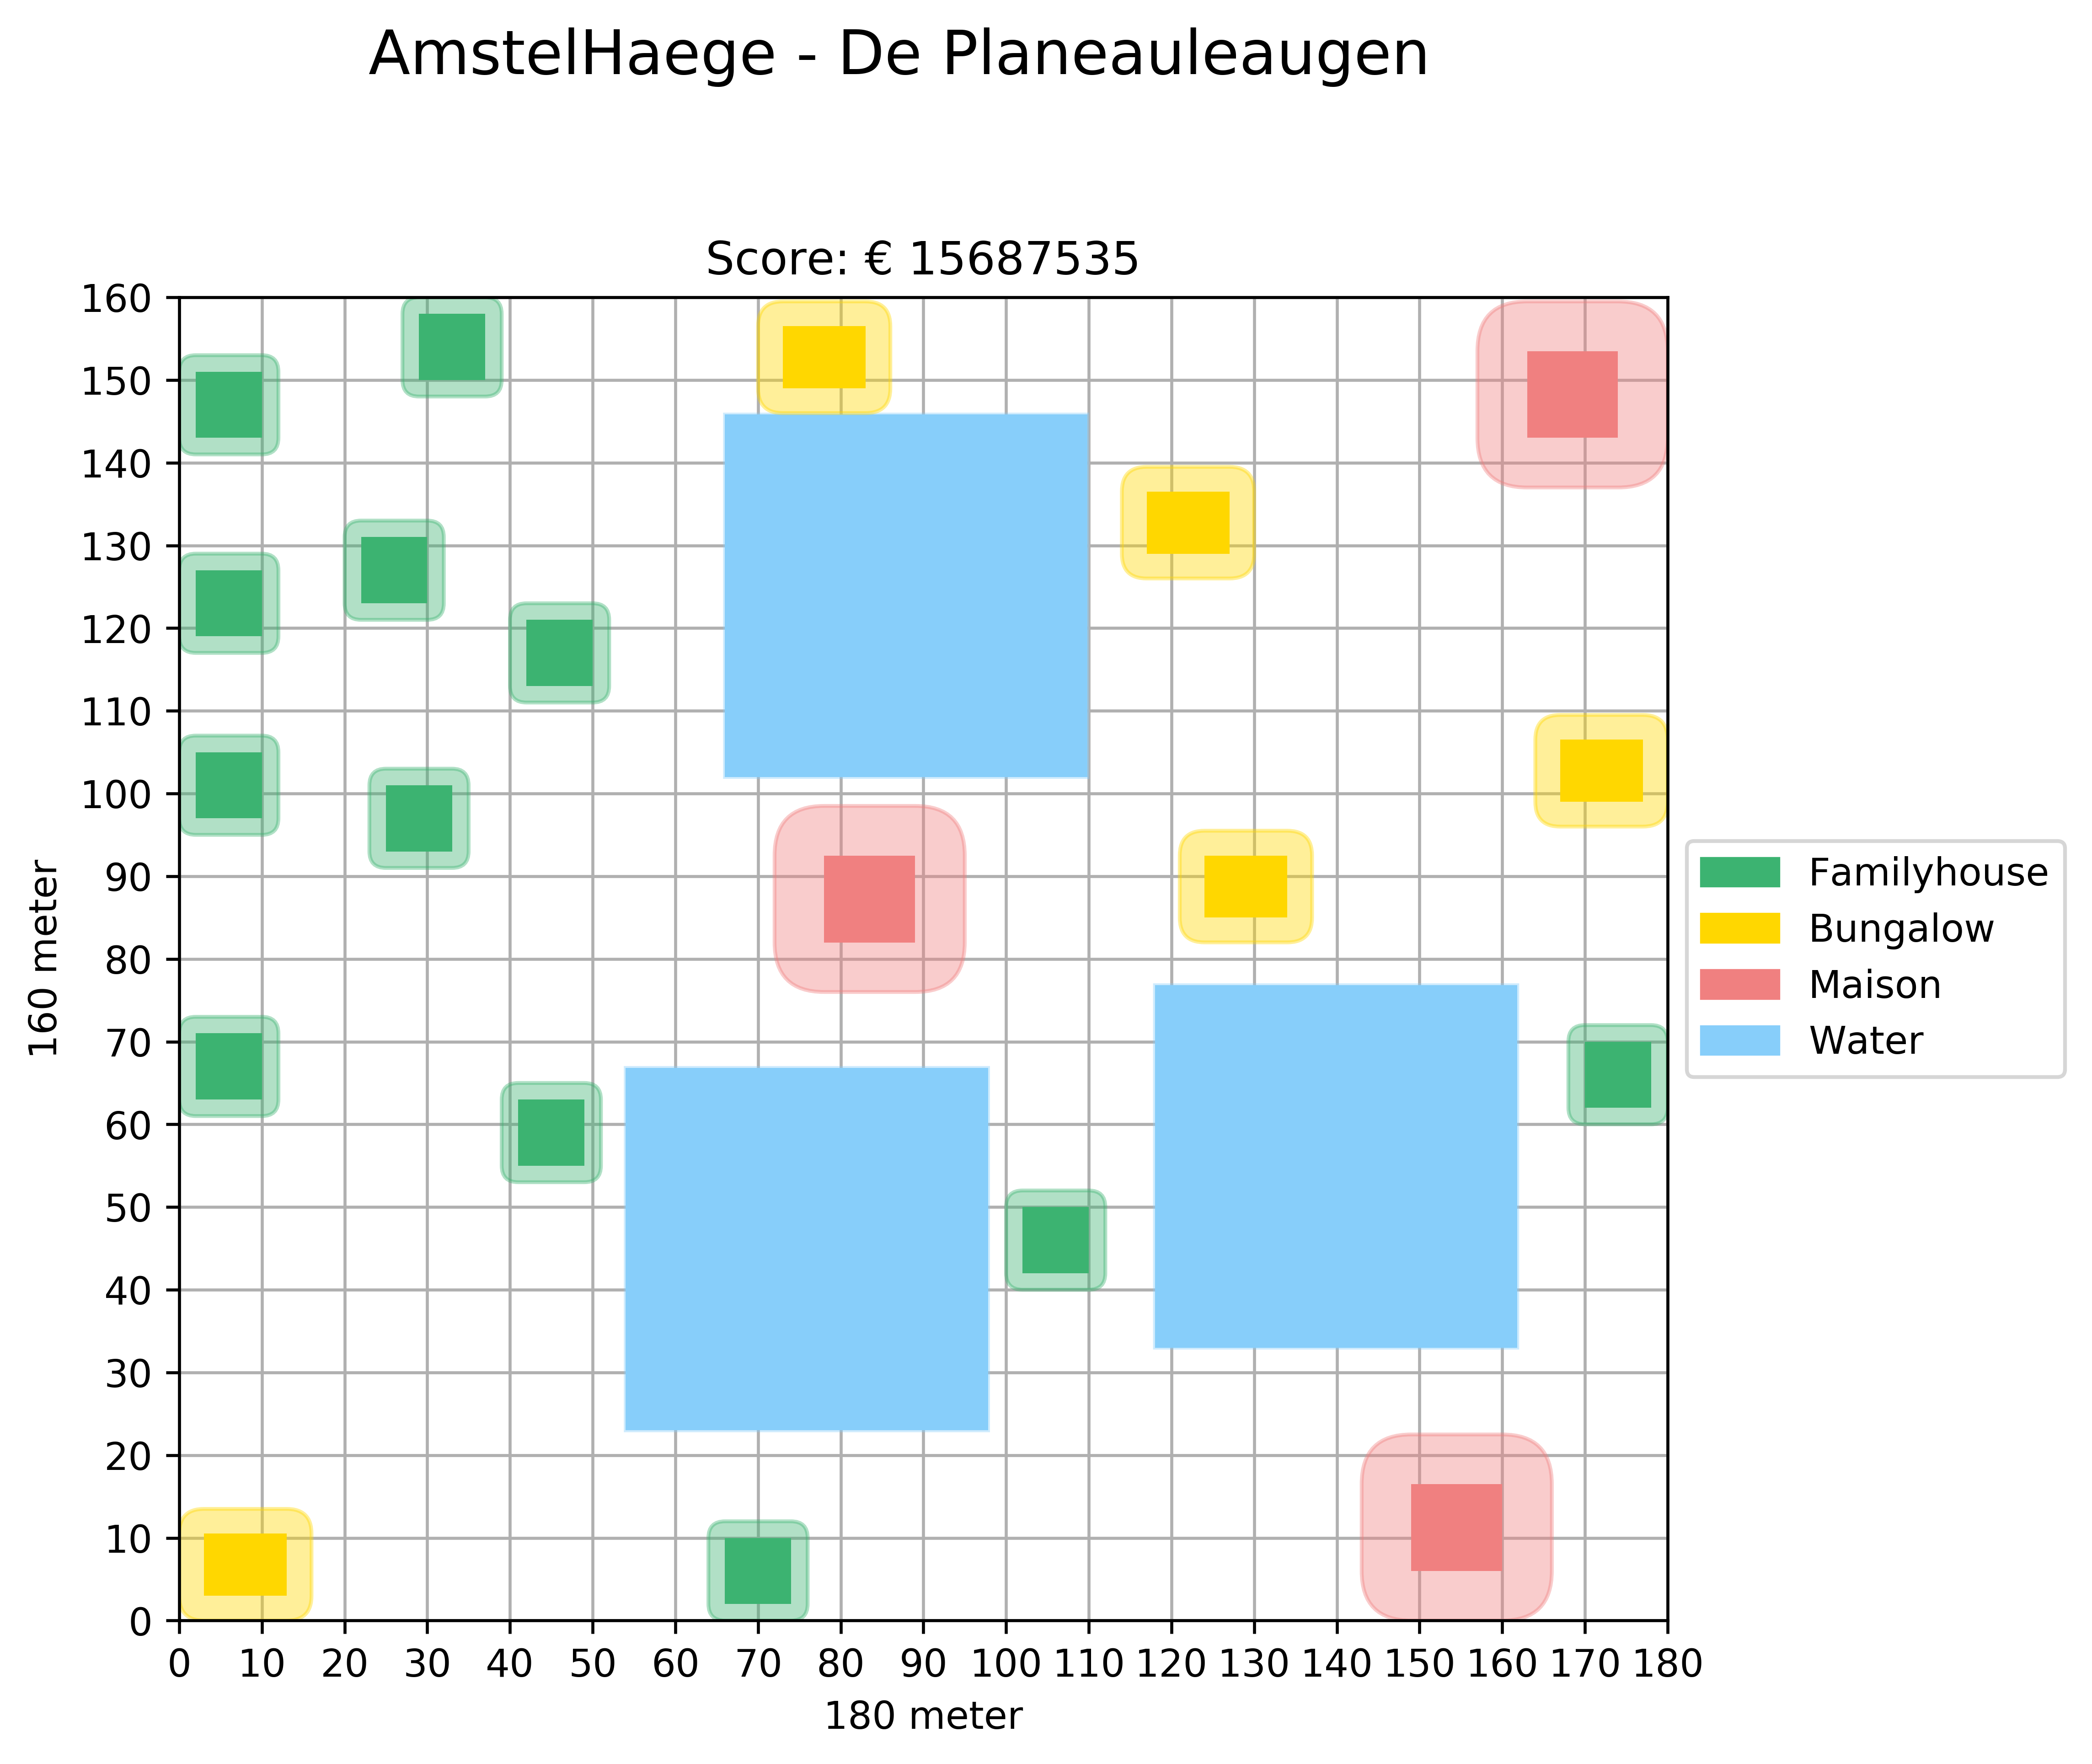 AmstelHaege - De Planeauleaugen
Score: € 15687535
160
150
140
130
120
110
100
90
80
70
60
50
40
30
20
10
0
160 meter
0 10 20 30 40 50 60 70 80 90 100 110 120 130 140 150 160 170 180
180 meter
Familyhouse
Bungalow
Maison
Water